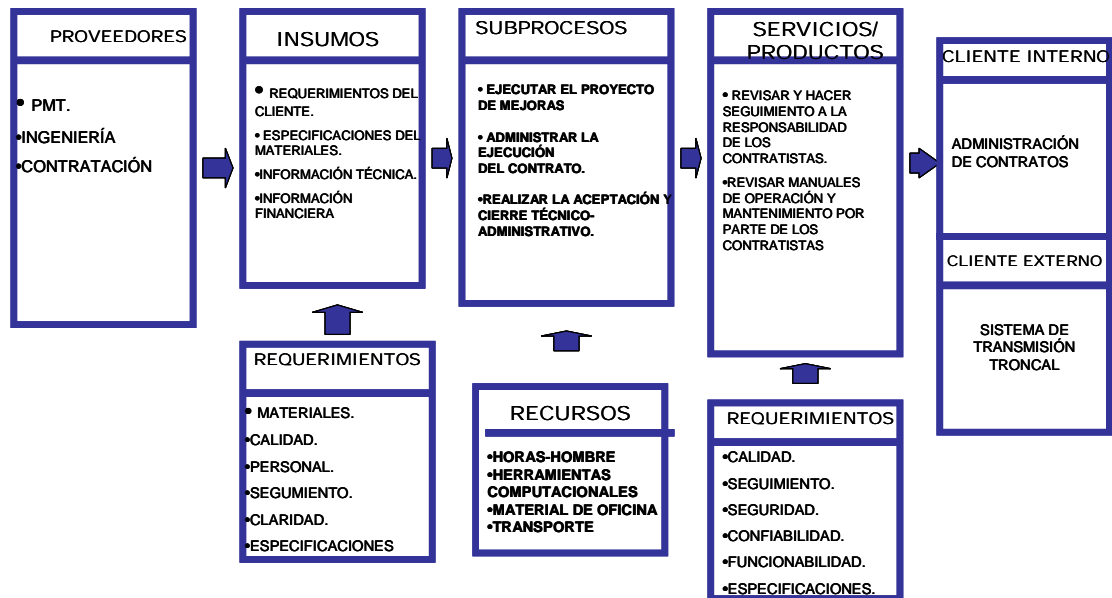 PROVEEDORES
• PMT.
•INGENIERÍA
•CONTRATACIÓN
INSUMOS
• REQUERIMIENTOS DEL
CLIENTE.
• ESPECIFICACIONES DEL
MATERIALES.
•INFORMACIÓN TÉCNICA.
•INFORMACIÓN
FINANCIERA
SUBPROCESOS
• EJECUTAR EL PROYECTO
DE MEJORAS
• ADMINISTRAR LA
EJECUCIÓN
DEL CONTRATO.
•REALIZAR LA ACEPTACIÓN Y
CIERRE TÉCNICO-
ADMINISTRATIVO.
SERVICIOS/
PRODUCTOS
• REVISAR Y HACER
SEGUIMIENTO A LA
RESPONSABILIDAD
DE LOS
CONTRATISTAS.
•REVISAR MANUALES
DE OPERACIÓN Y
MANTENIMIENTO POR
PARTE DE LOS
CONTRATISTAS
CLIENTE INTERNO
ADMINISTRACIÓN
DE CONTRATOS
CLIENTE EXTERNO
SISTEMA DE
TRANSMISIÓN
TRONCAL
REQUERIMIENTOS
• MATERIALES.
•CALIDAD.
•PERSONAL.
•SEGUMIENTO.
•CLARIDAD.
•ESPECIFICACIONES
RECURSOS
•HORAS-HOMBRE
•HERRAMIENTAS
COMPUTACIONALES
•MATERIAL DE OFICINA
•TRANSPORTE
REQUERIMIENTOS
•CALIDAD.
•SEGUIMIENTO.
•SEGURIDAD.
•CONFIABILIDAD.
•FUNCIONABILIDAD.
•ESPECIFICACIONES.